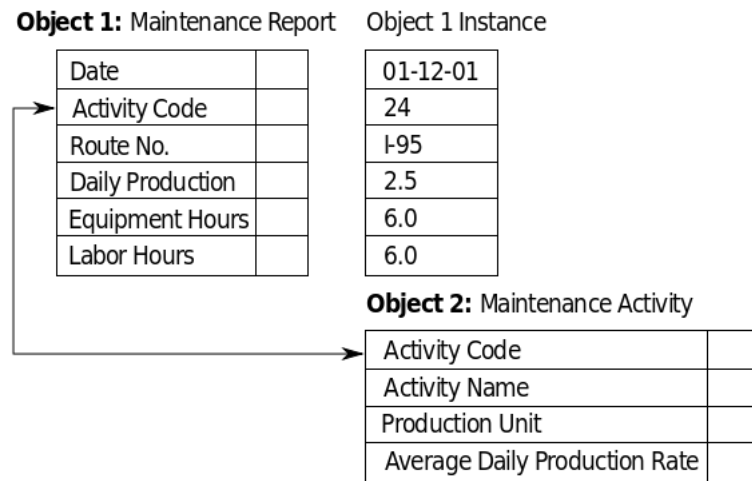 Object 1: Maintenance Report Object 1 Instance
Date 01-12-01
Activity Code 24
Route No. I-95
Daily Production 2.5
Equipment Hours 6.0
Labor Hours 6.0
Object 2: Maintenance Activity
Activity Code
Activity Name
Production Unit
Average Daily Production Rate